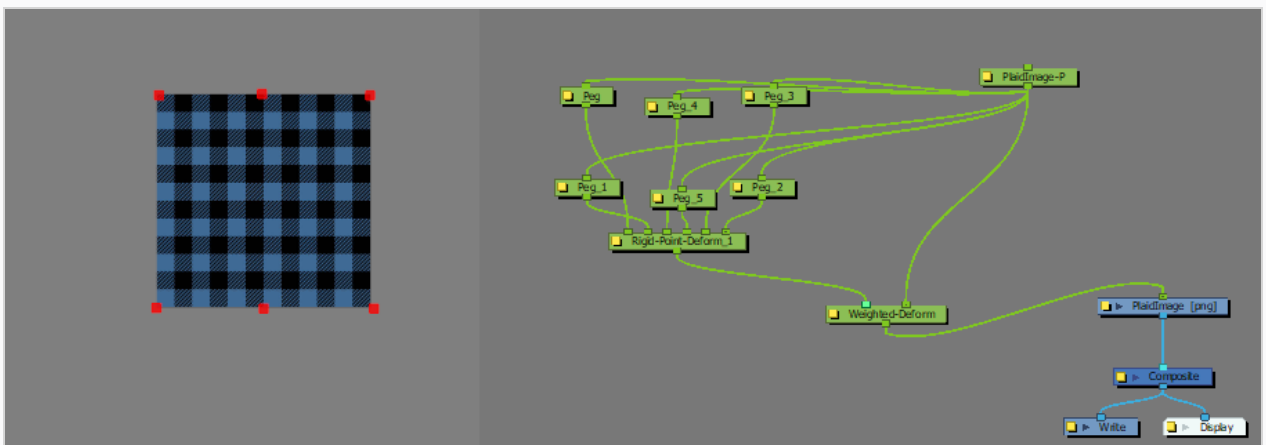 PlaidImage-P
Peg
Peg_4
Peg_3
Peg_1
Peg_5
Peg_2
Rigid-Point-Deform_1
Weighted-Deform
PlaidImage [png]
Composite
Write
Display